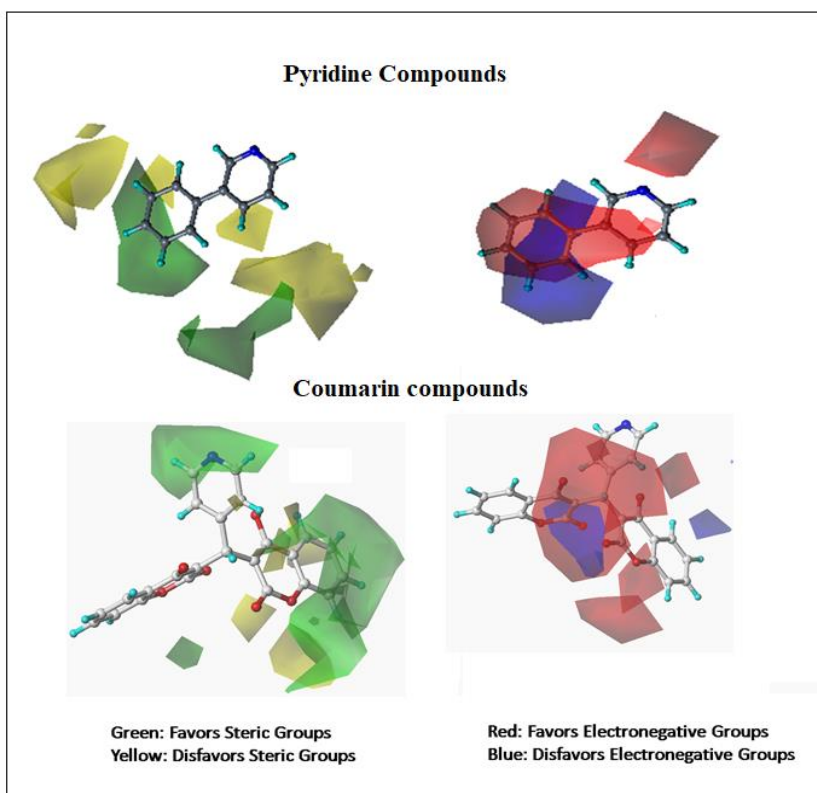 Pyridine Compounds
Coumarin compounds
Green: Favors Steric Groups
Yellow: Disfavors Steric Groups
Red: Favors Electronegative Groups
Blue: Disfavors Electronegative Groups